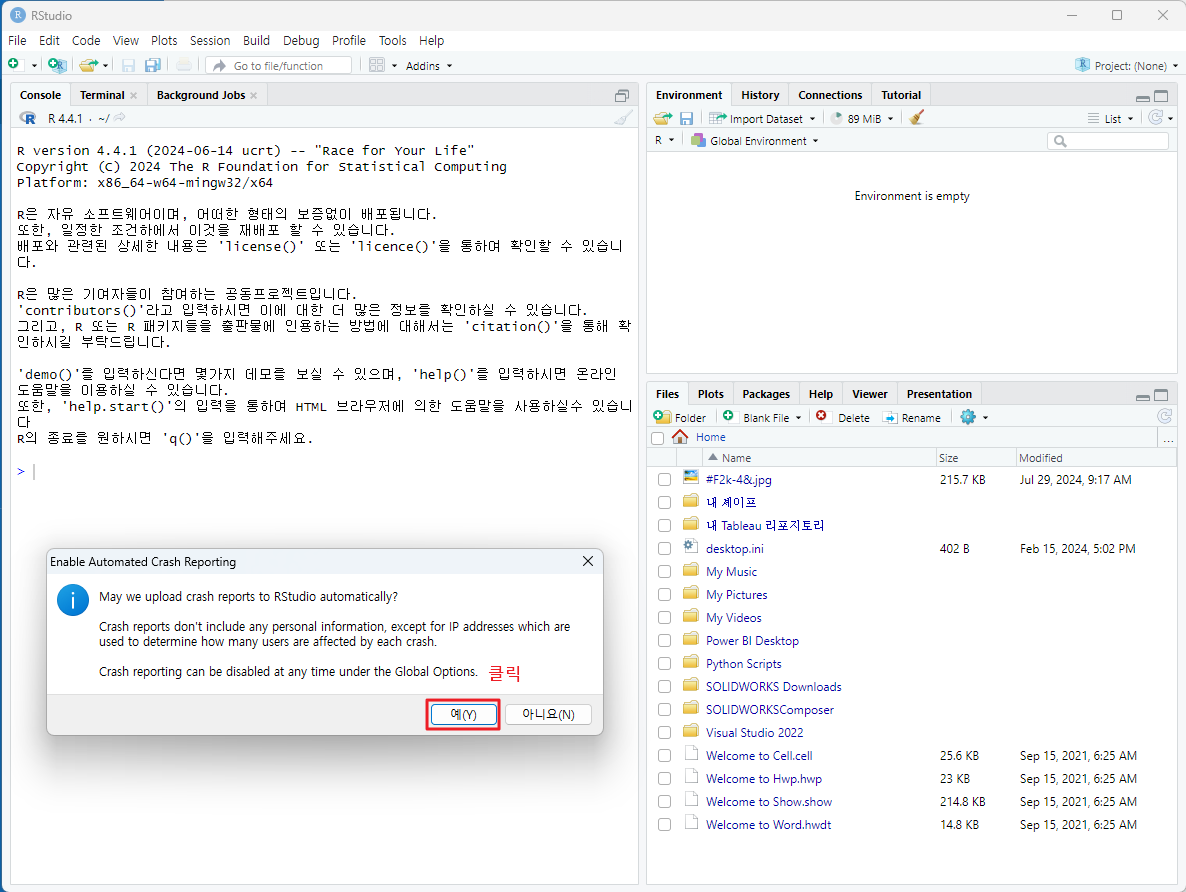 RStudio
File Edit Code View Plots Session Build Debug Profile Tools Help
Go to file/function Addins Project: (None)
Console Terminal Background Jobs
R 4.4.1 · ~/
R version 4.4.1 (2024-06-14 ucrt) -- "Race for Your Life"
Copyright (C) 2024 The R Foundation for Statistical Computing
Platform: x86_64-w64-mingw32/x64
R은 자유 소프트웨어이며, 어떠한 형태의 보증없이 배포됩니다.
또한, 일정한 조건하에서 이것을 재배포 할 수 있습니다.
배포와 관련된 상세한 내용은 'license()' 또는 'licence()'을 통하여 확인할 수 있습니
다.
R은 많은 기여자들이 참여하는 공동프로젝트입니다.
'contributors()'라고 입력하시면 이에 대한 더 많은 정보를 확인하실 수 있습니다.
그리고, R 또는 R 패키지들을 출판물에 인용하는 방법에 대해서는 'citation()'을 통해 확
인하시길 부탁드립니다.
'demo()'를 입력하신다면 몇가지 데모를 보실 수 있으며, 'help()'를 입력하시면 온라인
도움말을 이용하실 수 있습니다.
또한, 'help.start()'의 입력을 통하여 HTML 브라우저에 의한 도움말을 사용하실수 있습니
다
R의 종료를 원하시면 'q()'을 입력해주세요.
>
Enable Automated Crash Reporting
May we upload crash reports to RStudio automatically?
Crash reports don't include any personal information, except for IP addresses which are
used to determine how many users are affected by each crash.
Crash reporting can be disabled at any time under the Global Options. 클릭
예(Y) 아니요(N)
Environment History Connections Tutorial
Import Dataset 89 MiB List
R Global Environment
Environment is empty
Files Plots Packages Help Viewer Presentation
Folder Blank File Delete Rename
Home ...
Name Size Modified
#F2k-4&.jpg 215.7 KB Jul 29, 2024, 9:17 AM
내 셰이프
내 Tableau 리포지토리
desktop.ini 402 B Feb 15, 2024, 5:02 PM
My Music
My Pictures
My Videos
Power BI Desktop
Python Scripts
SOLIDWORKS Downloads
SOLIDWORKSComposer
Visual Studio 2022
Welcome to Cell.cell 25.6 KB Sep 15, 2021, 6:25 AM
Welcome to Hwp.hwp 23 KB Sep 15, 2021, 6:25 AM
Welcome to Show.show 214.8 KB Sep 15, 2021, 6:25 AM
Welcome to Word.hwdt 14.8 KB Sep 15, 2021, 6:25 AM